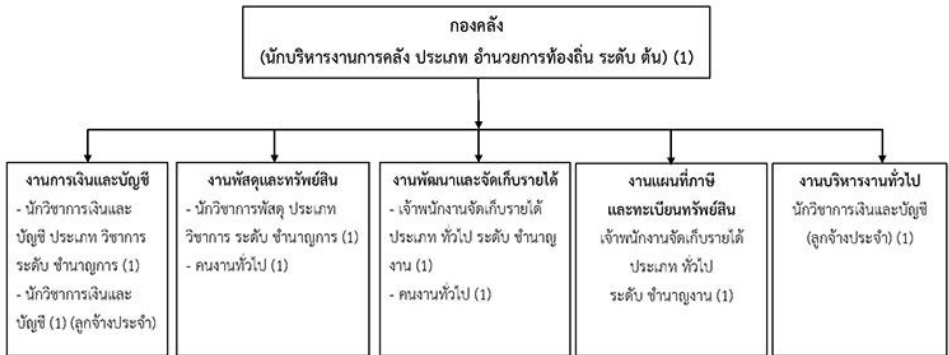 กองคลัง
(นักบริหารงานการคลัง ประเภท อำนวยการท้องถิ่น ระดับ ต้น) (1)
งานการเงินและบัญชี
- นักวิชาการเงินและ
บัญชี ประเภท วิชาการ
ระดับ ชำนาญการ (1)
- นักวิชาการเงินและ
บัญชี (1) (ลูกจ้างประจำ)
งานพัสดุและทรัพย์สิน
- นักวิชาการพัสดุ ประเภท
วิชาการ ระดับ ชำนาญการ (1)
- คนงานทั่วไป (1)
งานพัฒนาและจัดเก็บรายได้
- เจ้าพนักงานจัดเก็บรายได้
ประเภท ทั่วไป ระดับ ชำนาญ
งาน (1)
- คนงานทั่วไป (1)
งานแผนที่ภาษี
และทะเบียนทรัพย์สิน
เจ้าพนักงานจัดเก็บรายได้
ประเภท ทั่วไป
ระดับ ชำนาญงาน (1)
งานบริหารงานทั่วไป
นักวิชาการเงินและบัญชี
(ลูกจ้างประจำ) (1)